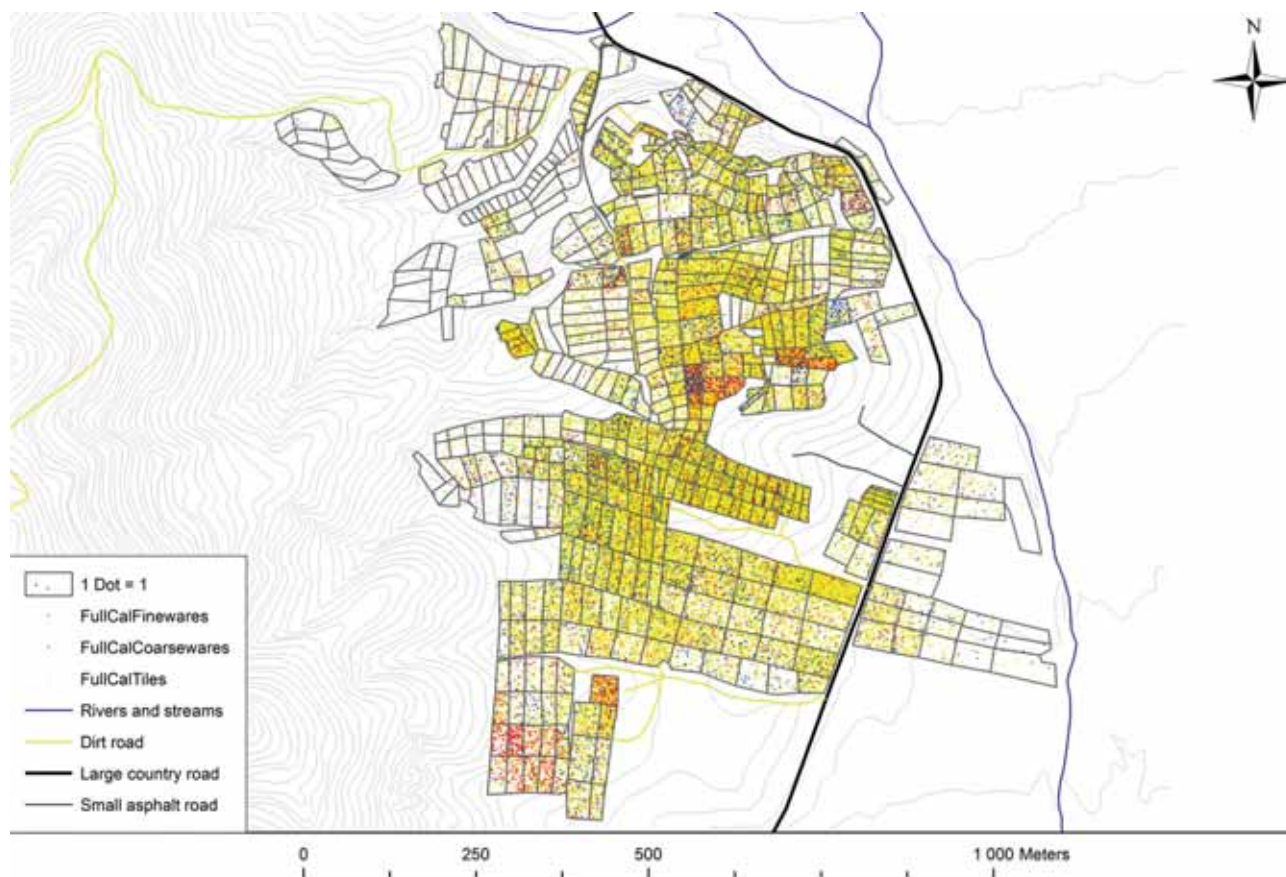 N
1 Dot = 1
FullCalFinewares
FullCalCoarsewares
FullCalTiles
Rivers and streams
Dirt road
Large country road
Small asphalt road
0 250 500 1 000 Meters